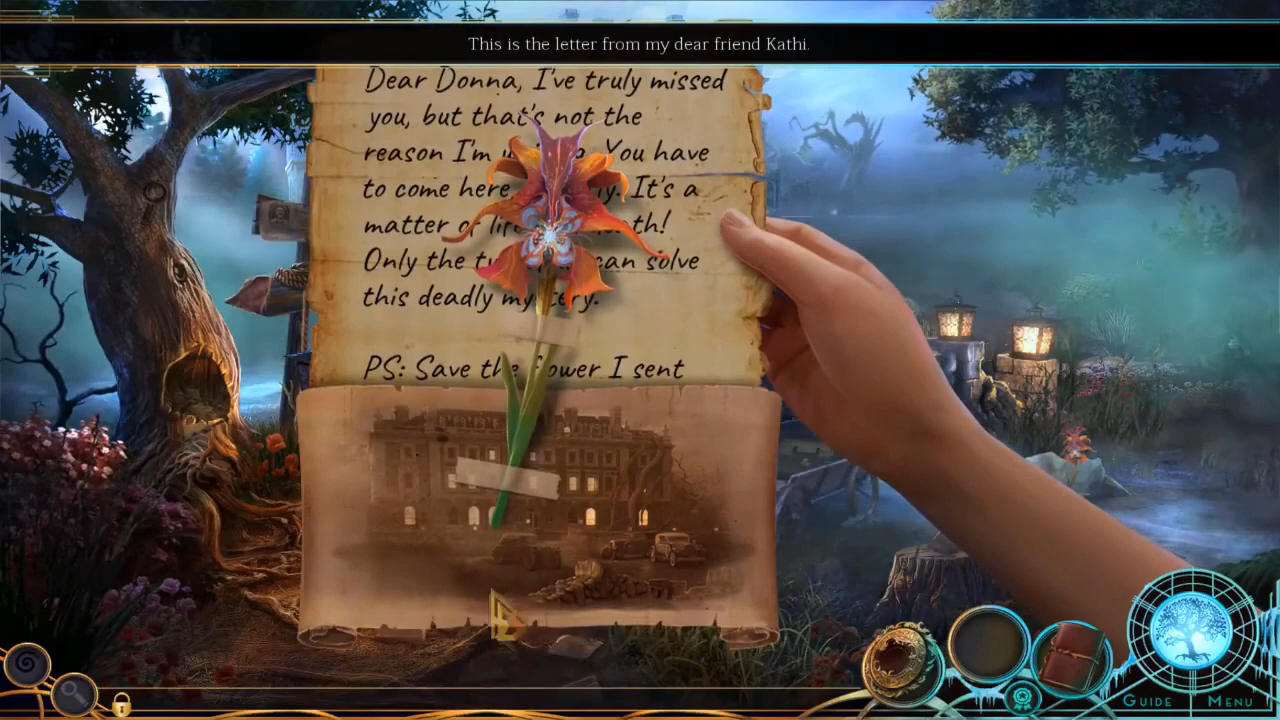 This is the letter from my dear friend Kathi.
Dear Donna, I've truly missed
you, but that's not the
reason I'm You have
to come here It's a
matter of
Only the can solve
this deadly mystery.
PS: Save the flower I sent
GUIDE MENU